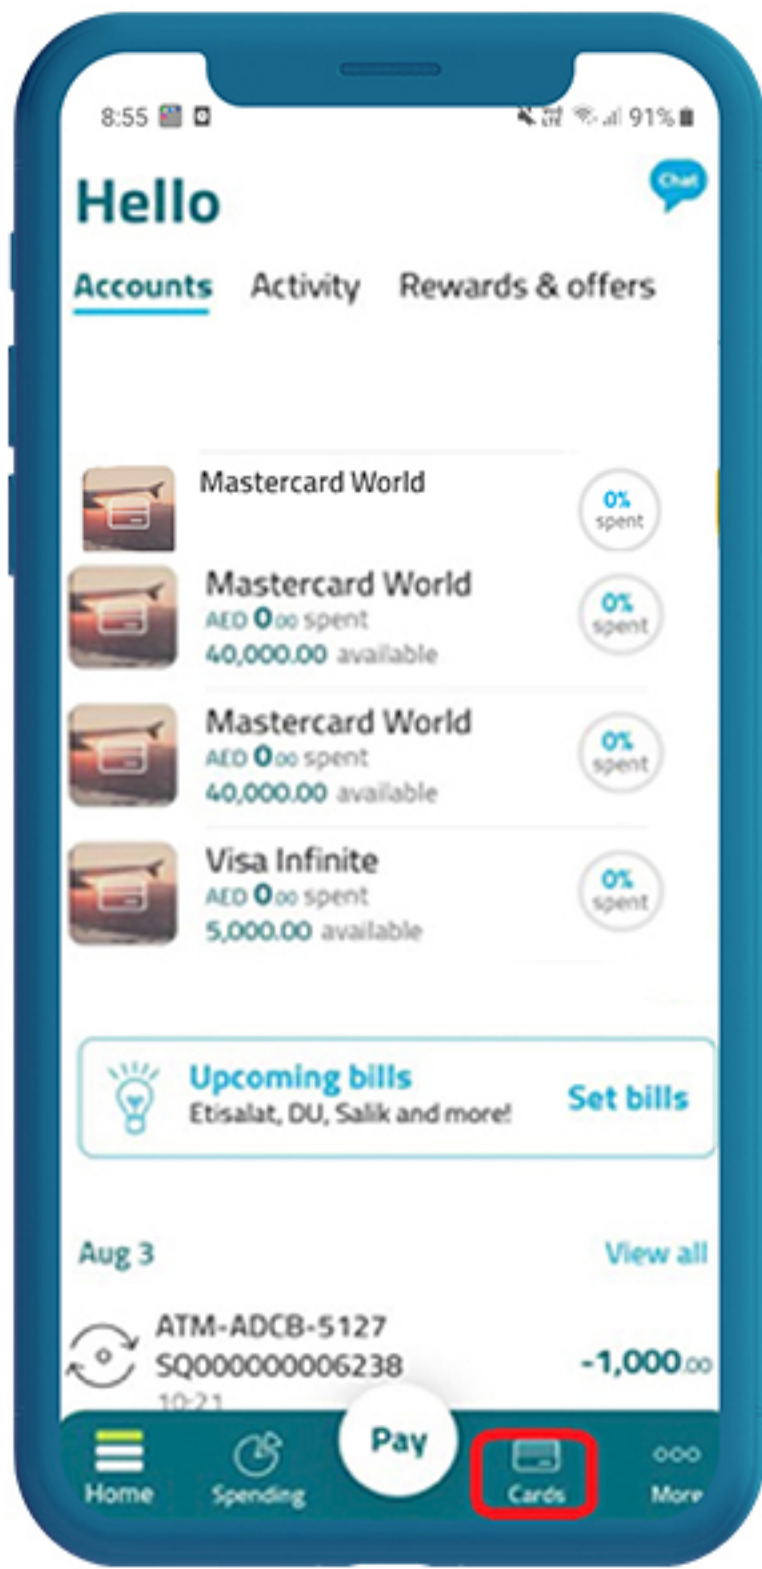 8:55
91%
Chat
Hello
Accounts Activity Rewards & offers
Mastercard World
0%
spent
Mastercard World
AED 0.00 spent
40,000.00 available
0%
spent
Mastercard World
AED 0.00 spent
40,000.00 available
0%
spent
Visa Infinite
AED 0.00 spent
5,000.00 available
0%
spent
Upcoming bills
Etisalat, DU, Salik and more!
Set bills
Aug 3 View all
ATM-ADCB-5127
SQ000000006238
-1,000.00
10:21
Pay
Home Spending Cards More